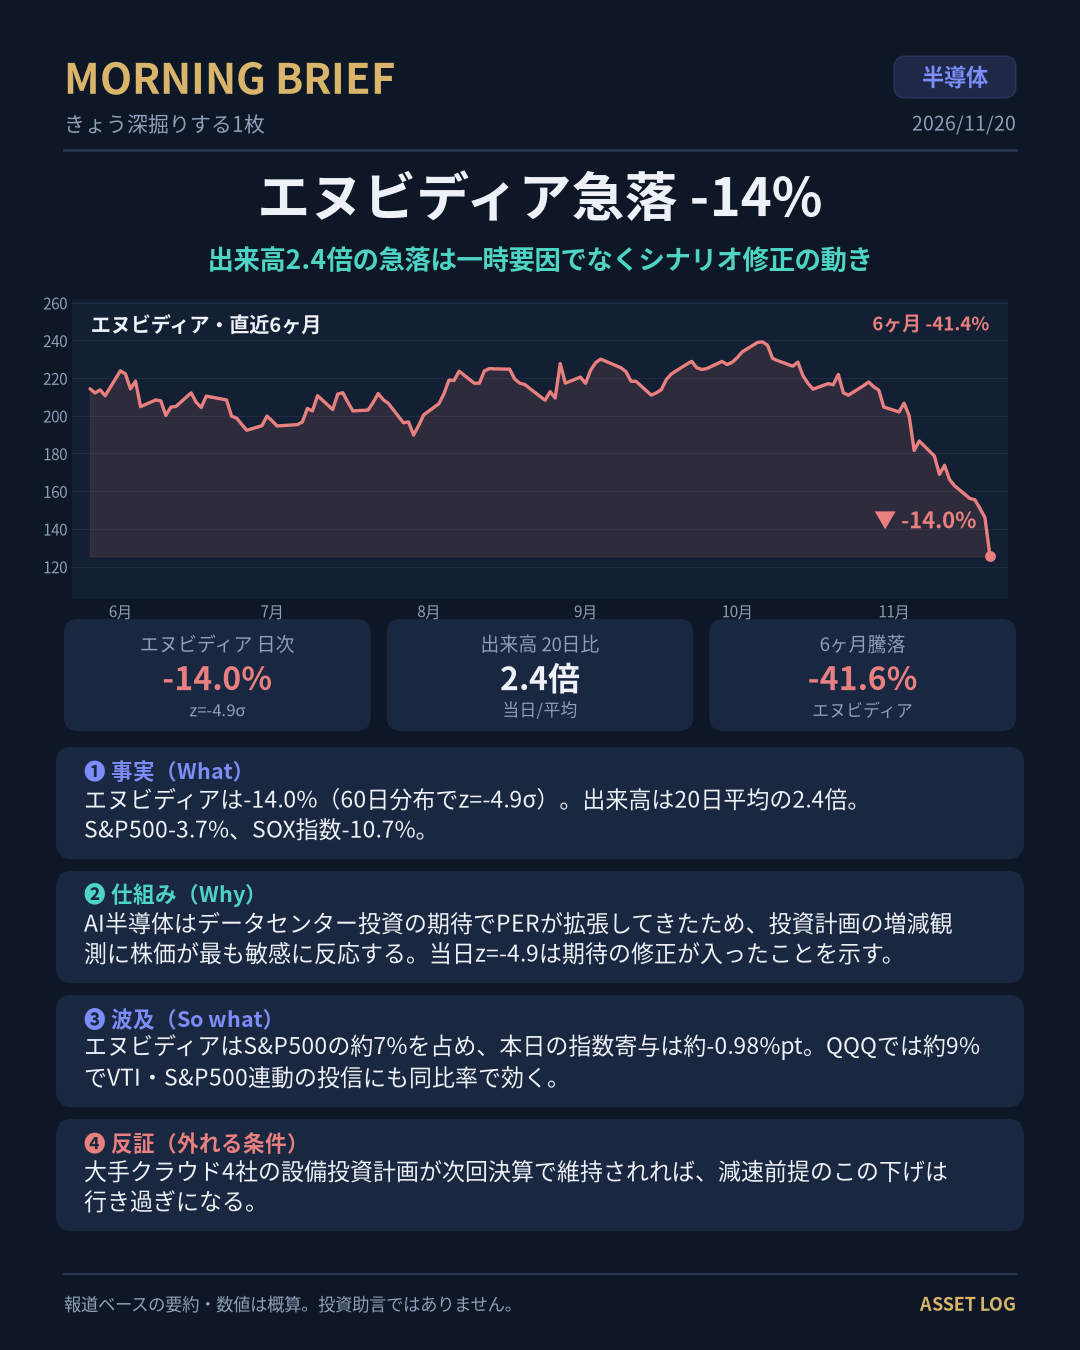 MORNING BRIEF
半導体
きょう深掘りする1枚
2026/11/20
エヌビディア急落 -14%
出来高2.4倍の急落は一時要因でなくシナリオ修正の動き
エヌビディア・直近6ヶ月
6ヶ月 -41.4%
260
240
220
200
180
160
140
120
▼ -14.0%
6月
7月
8月
9月
10月
11月
エヌビディア 日次
-14.0%
z=-4.9σ
出来高 20日比
2.4倍
当日/平均
6ヶ月騰落
-41.6%
エヌビディア
❶ 事実（What）
エヌビディアは-14.0%（60日分布でz=-4.9σ）。出来高は20日平均の2.4倍。
S&P500-3.7%、SOX指数-10.7%。
❷ 仕組み（Why）
AI半導体はデータセンター投資の期待でPERが拡張してきたため、投資計画の増減観
測に株価が最も敏感に反応する。当日z=-4.9は期待の修正が入ったことを示す。
❸ 波及（So what）
エヌビディアはS&P500の約7%を占め、本日の指数寄与は約-0.98%pt。QQQでは約9%
でVTI・S&P500連動の投信にも同比率で効く。
❹ 反証（外れる条件）
大手クラウド4社の設備投資計画が次回決算で維持されれば、減速前提のこの下げは
行き過ぎになる。
報道ベースの要約・数値は概算。投資助言ではありません。
ASSET LOG